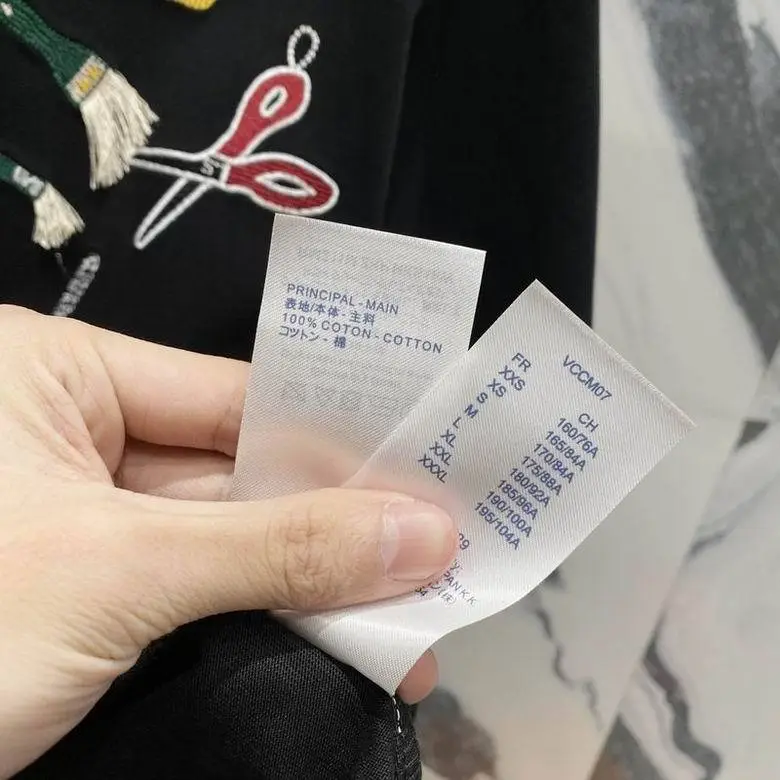 PRINCIPAL - MAIN
表地/本体 - 主料
100% COTON - COTTON
コットン - 棉
VCCM07
FR CH
XXS 160/76A
XS 165/84A
S 170/84A
M 175/88A
L 180/92A
XL 185/96A
XXL 190/100A
XXXL 195/104A